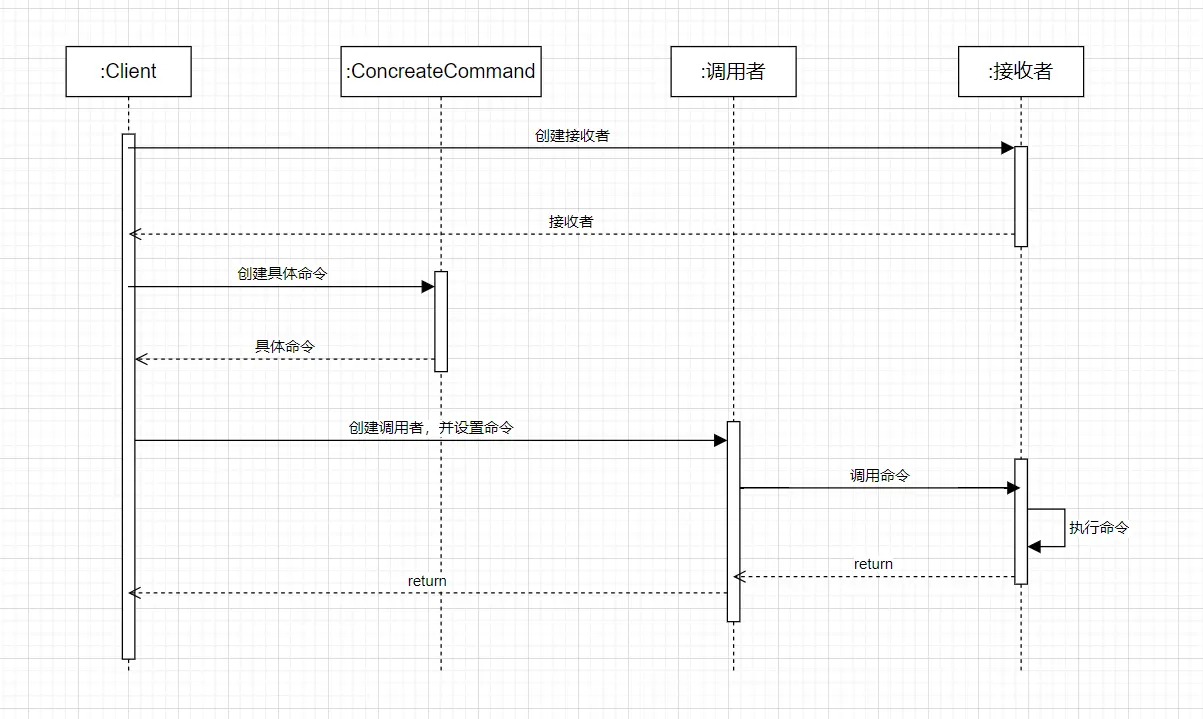 :Client
:ConcreateCommand
:调用者
:接收者
创建接收者
接收者
创建具体命令
具体命令
创建调用者，并设置命令
调用命令
执行命令
return
return